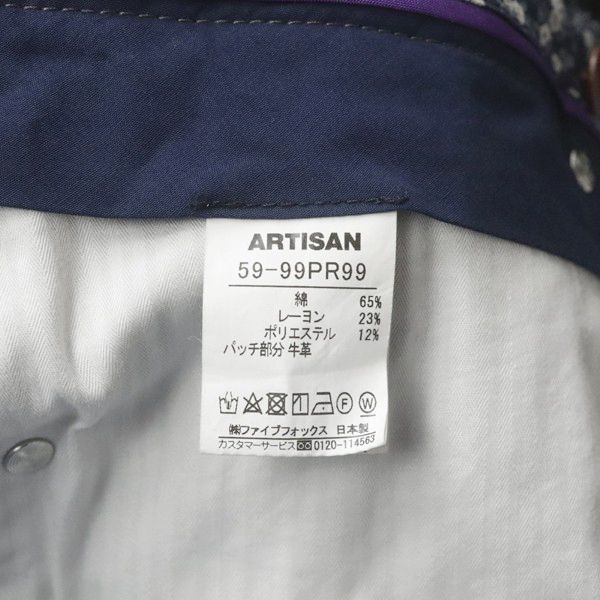 ARTISAN
59-99PR99
綿 65%
レーヨン 23%
ポリエステル 12%
パッチ部分 牛革
F W
㈱ファイブフォックス 日本製
カスタマーサービス 0120-114563